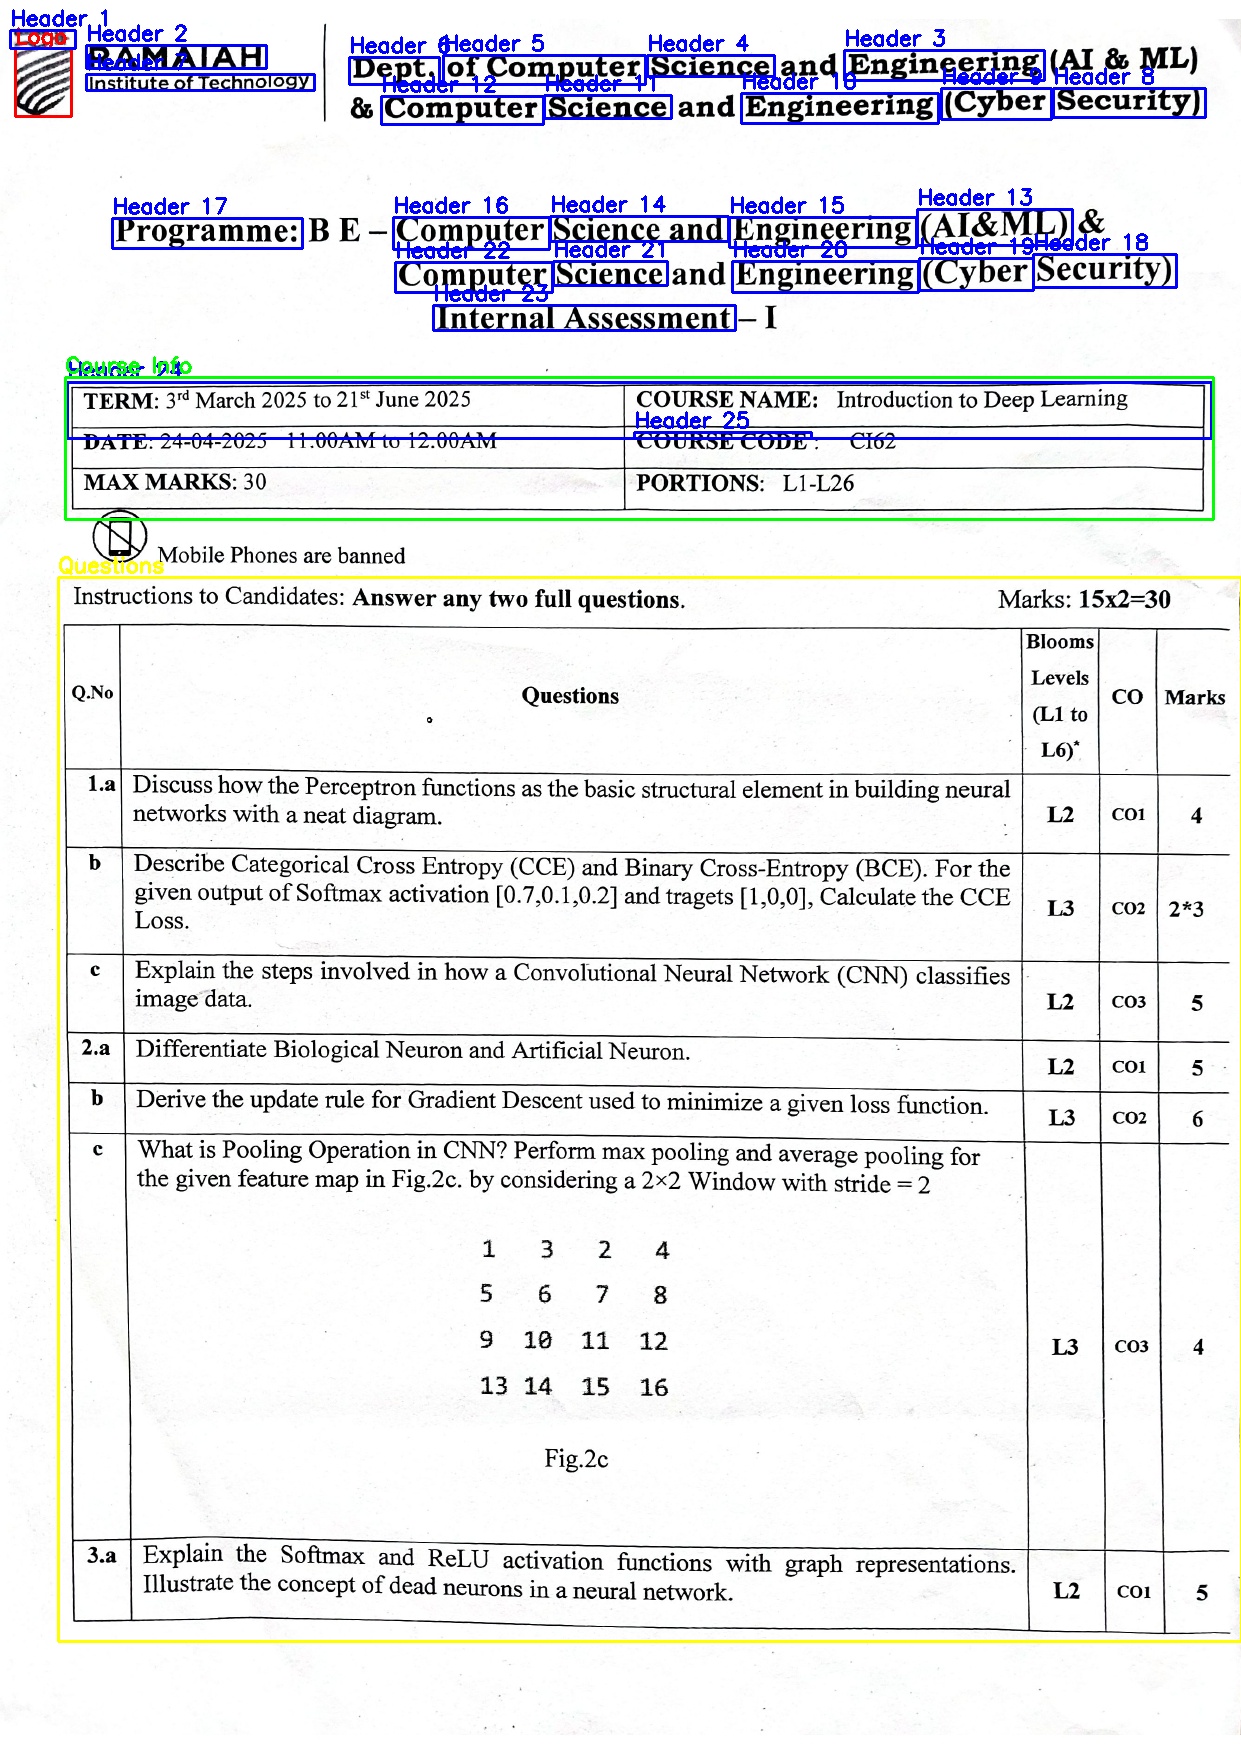 Header 1
Logo
Header 2
RAMAIAH
Header 7
Institute of Technology
Header 6 Header 5 Header 4 Header 3
Dept. of Computer Science and Engineering (AI & ML)
Header 12 Header 11 Header 10 Header 9 Header 8
& Computer Science and Engineering (Cyber Security)
Header 17 Header 16 Header 14 Header 15 Header 13
Programme: B E – Computer Science and Engineering (AI&ML) &
Header 22 Header 21 Header 20 Header 19 Header 18
Computer Science and Engineering (Cyber Security)
Header 23
Internal Assessment – I
Course Info
Header 24
TERM: 3rd March 2025 to 21st June 2025 COURSE NAME: Introduction to Deep Learning
Header 25
DATE: 24-04-2025 11.00AM to 12.00AM COURSE CODE : CI62
MAX MARKS: 30 PORTIONS: L1-L26
Mobile Phones are banned
Questions
Instructions to Candidates: Answer any two full questions. Marks: 15x2=30
Q.No Questions Blooms Levels (L1 to L6)* CO Marks
1.a Discuss how the Perceptron functions as the basic structural element in building neural
networks with a neat diagram. L2 CO1 4
b Describe Categorical Cross Entropy (CCE) and Binary Cross-Entropy (BCE). For the
given output of Softmax activation [0.7,0.1,0.2] and tragets [1,0,0], Calculate the CCE
Loss. L3 CO2 2*3
c Explain the steps involved in how a Convolutional Neural Network (CNN) classifies
image data. L2 CO3 5
2.a Differentiate Biological Neuron and Artificial Neuron. L2 CO1 5
b Derive the update rule for Gradient Descent used to minimize a given loss function. L3 CO2 6
c What is Pooling Operation in CNN? Perform max pooling and average pooling for
the given feature map in Fig.2c. by considering a 2×2 Window with stride = 2
1 3 2 4
5 6 7 8
9 10 11 12
13 14 15 16
L3 CO3 4
Fig.2c
3.a Explain the Softmax and ReLU activation functions with graph representations.
Illustrate the concept of dead neurons in a neural network. L2 CO1 5